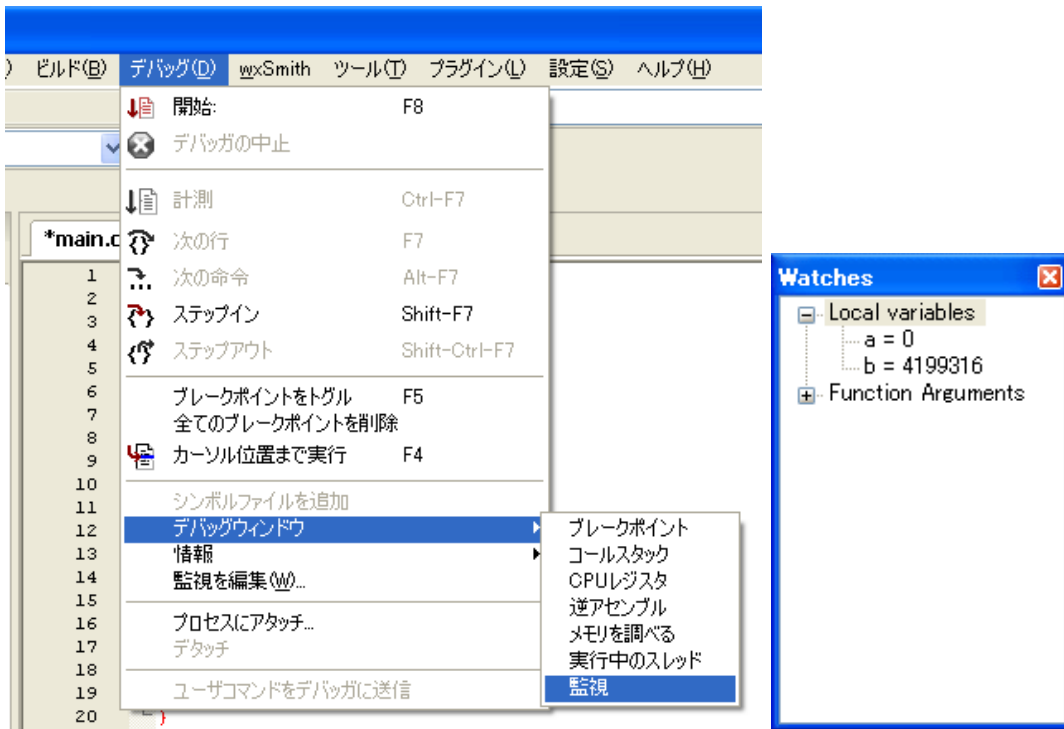 ) ビルド(B) デバッグ(D) wxSmith ツール(T) プラグイン(L) 設定(S) ヘルプ(H)
開始: F8
デバッガの中止
計測 Ctrl-F7
次の行 F7
次の命令 Alt-F7
ステップイン Shift-F7
ステップアウト Shift-Ctrl-F7
ブレークポイントをトグル F5
全てのブレークポイントを削除
カーソル位置まで実行 F4
シンボルファイルを追加
デバッグウィンドウ
情報
監視を編集(W)...
プロセスにアタッチ...
デタッチ
ユーザコマンドをデバッガに送信
ブレークポイント
コールスタック
CPUレジスタ
逆アセンブル
メモリを調べる
実行中のスレッド
監視
*main.c
1
2
3
4
5
6
7
8
9
10
11
12
13
14
15
16
17
18
19
20 }
Watches
Local variables
a = 0
b = 4199316
Function Arguments